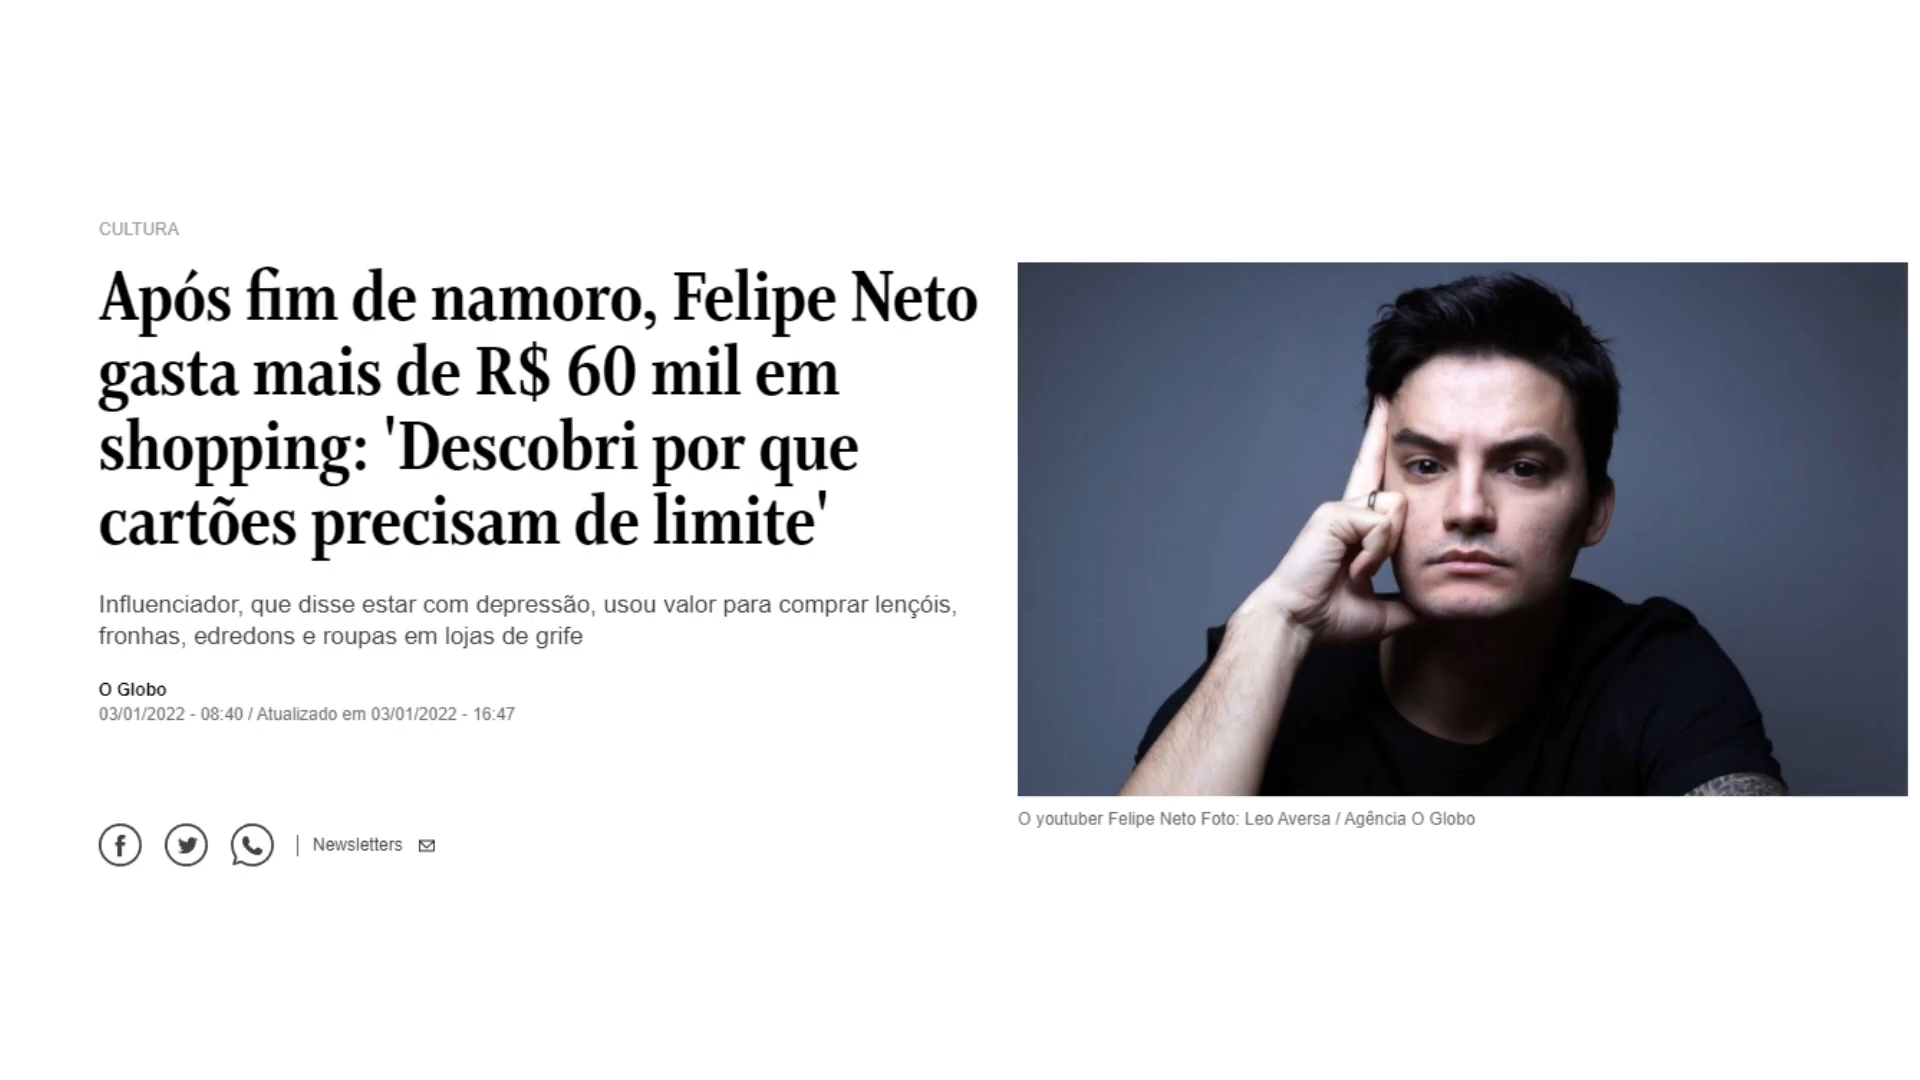 CULTURA
Após fim de namoro, Felipe Neto
gasta mais de R$ 60 mil em
shopping: 'Descobri por que
cartões precisam de limite'
Influenciador, que disse estar com depressão, usou valor para comprar lençóis,
fronhas, edredons e roupas em lojas de grife
O Globo
03/01/2022 - 08:40 / Atualizado em 03/01/2022 - 16:47
Newsletters
O youtuber Felipe Neto Foto: Leo Aversa / Agência O Globo